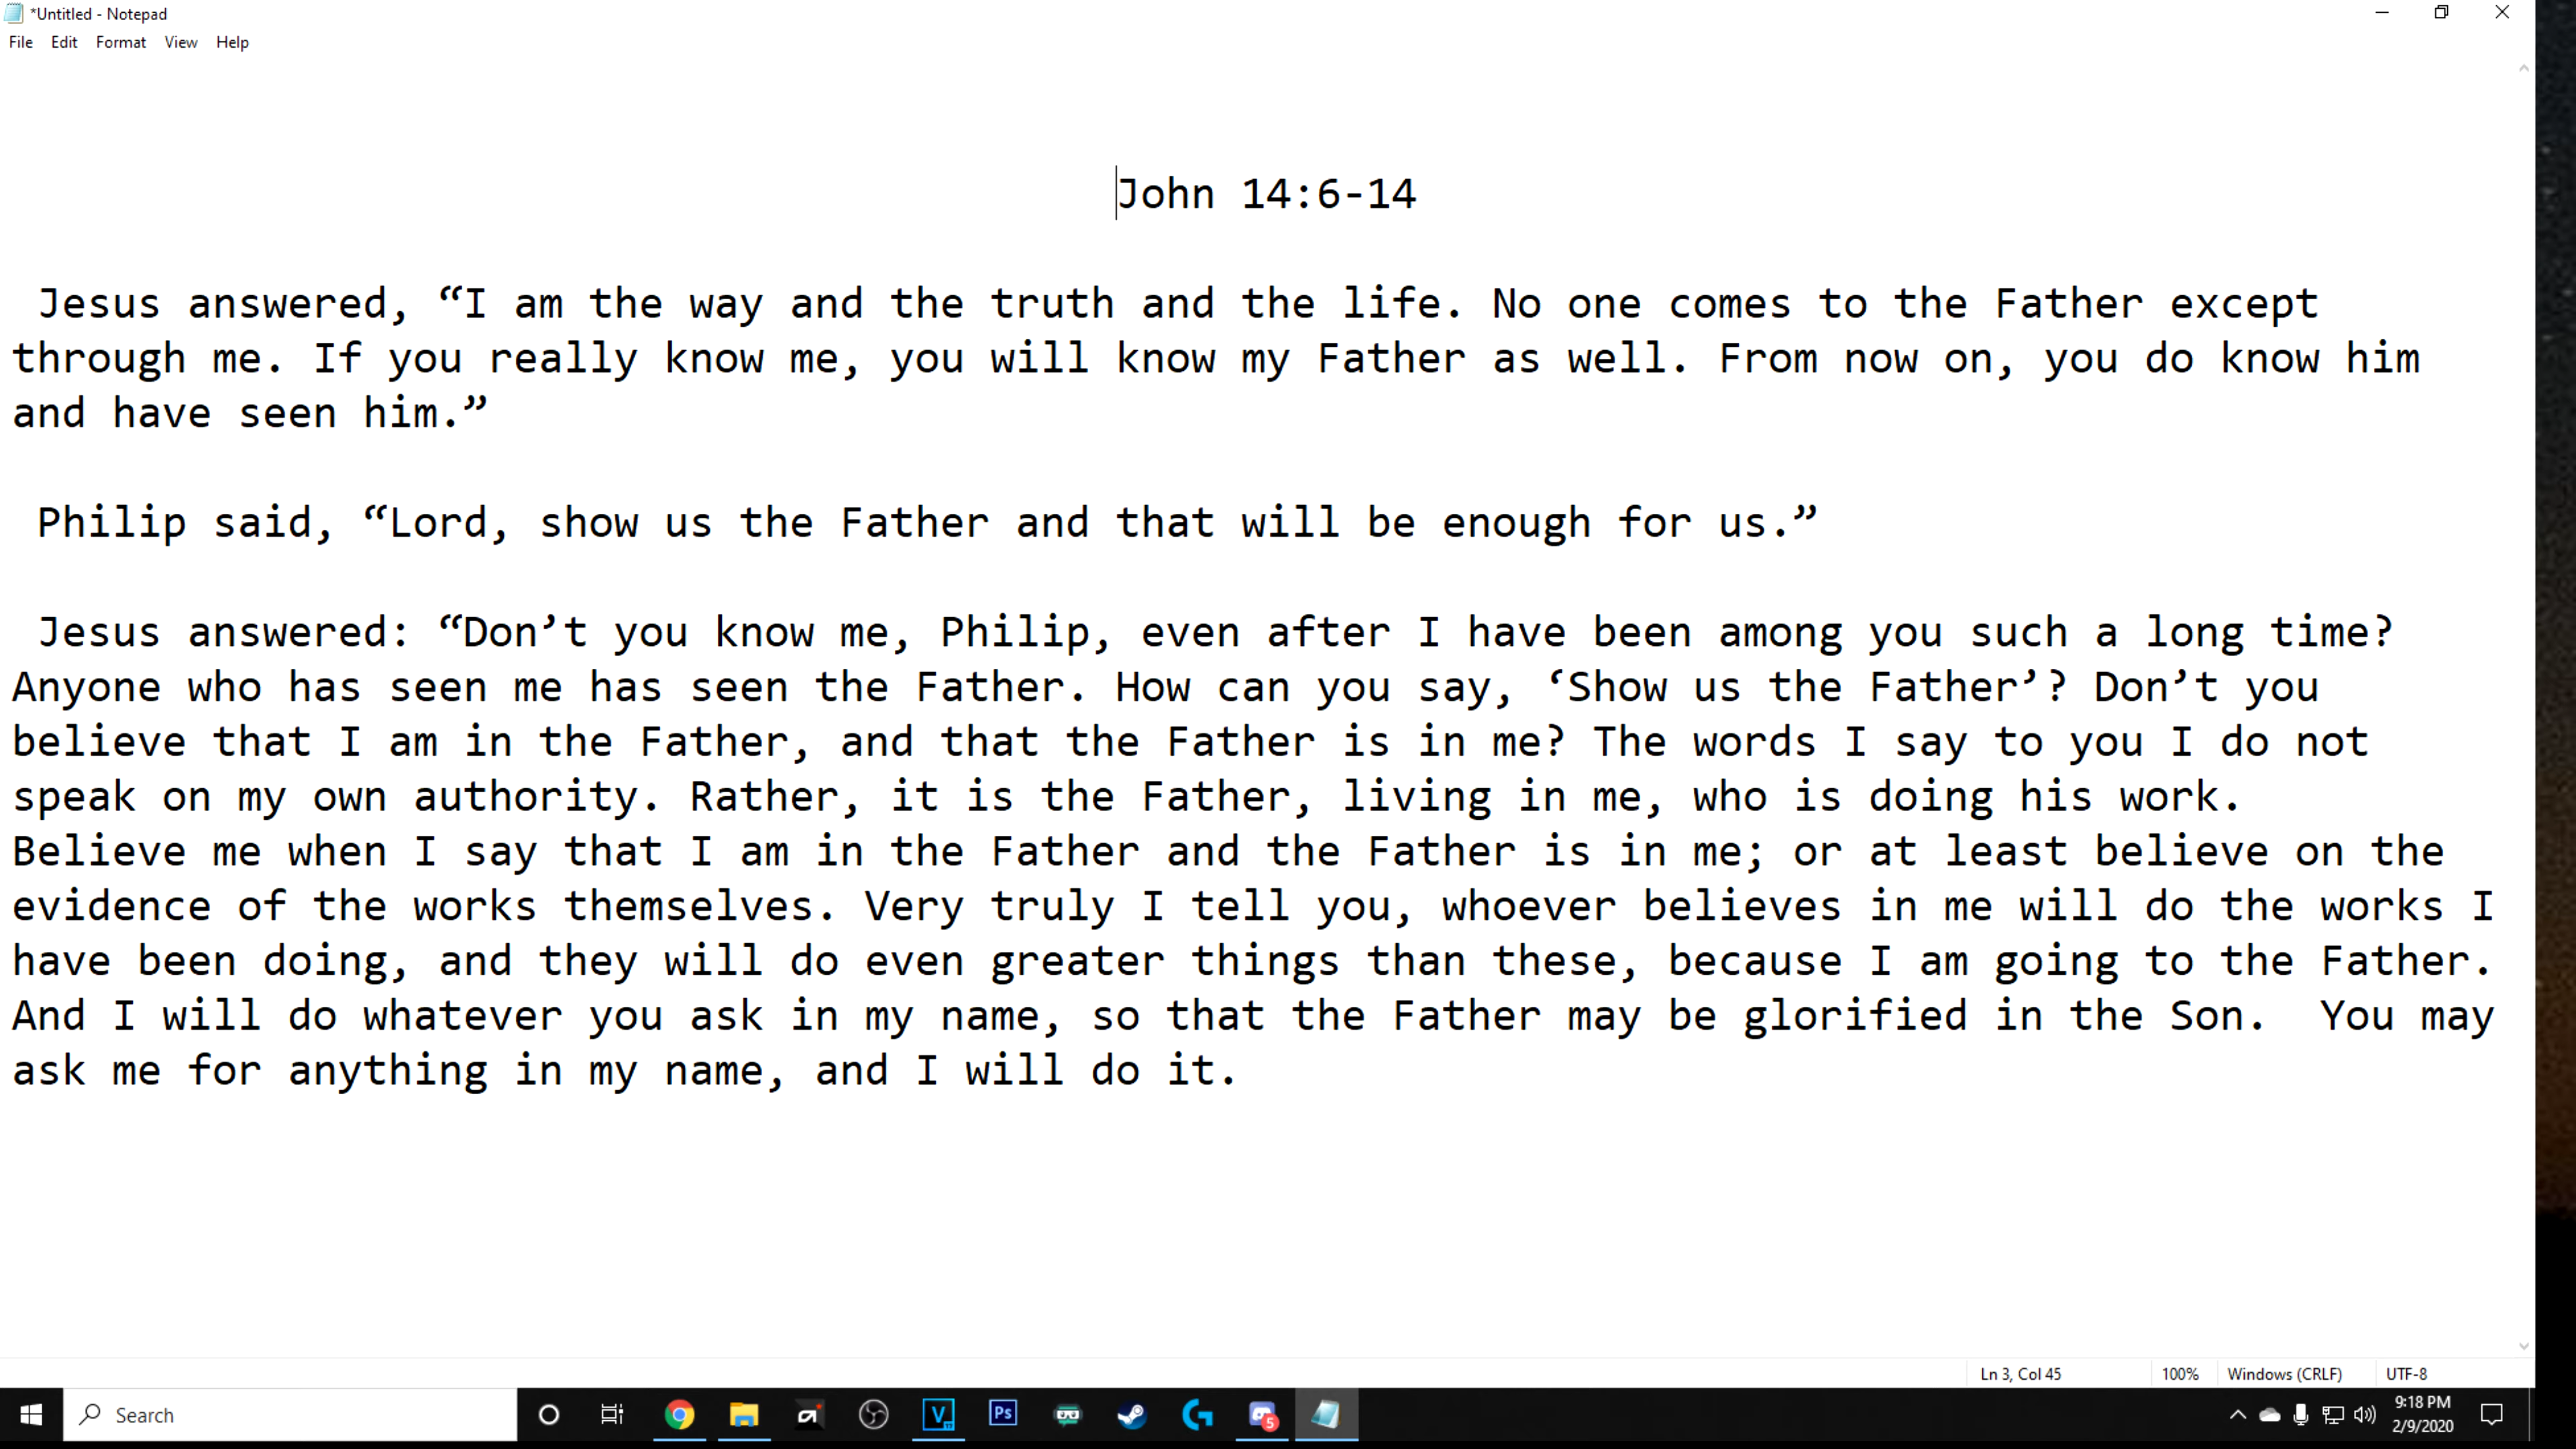 *Untitled - Notepad
File Edit Format View Help
John 14:6-14
Jesus answered, “I am the way and the truth and the life. No one comes to the Father except
through me. If you really know me, you will know my Father as well. From now on, you do know him
and have seen him.”
Philip said, “Lord, show us the Father and that will be enough for us.”
Jesus answered: “Don’t you know me, Philip, even after I have been among you such a long time?
Anyone who has seen me has seen the Father. How can you say, ‘Show us the Father’? Don’t you
believe that I am in the Father, and that the Father is in me? The words I say to you I do not
speak on my own authority. Rather, it is the Father, living in me, who is doing his work.
Believe me when I say that I am in the Father and the Father is in me; or at least believe on the
evidence of the works themselves. Very truly I tell you, whoever believes in me will do the works I
have been doing, and they will do even greater things than these, because I am going to the Father.
And I will do whatever you ask in my name, so that the Father may be glorified in the Son.  You may
ask me for anything in my name, and I will do it.
Ln 3, Col 45 100% Windows (CRLF) UTF-8
Search V 17 Ps 5 9:18 PM
2/9/2020